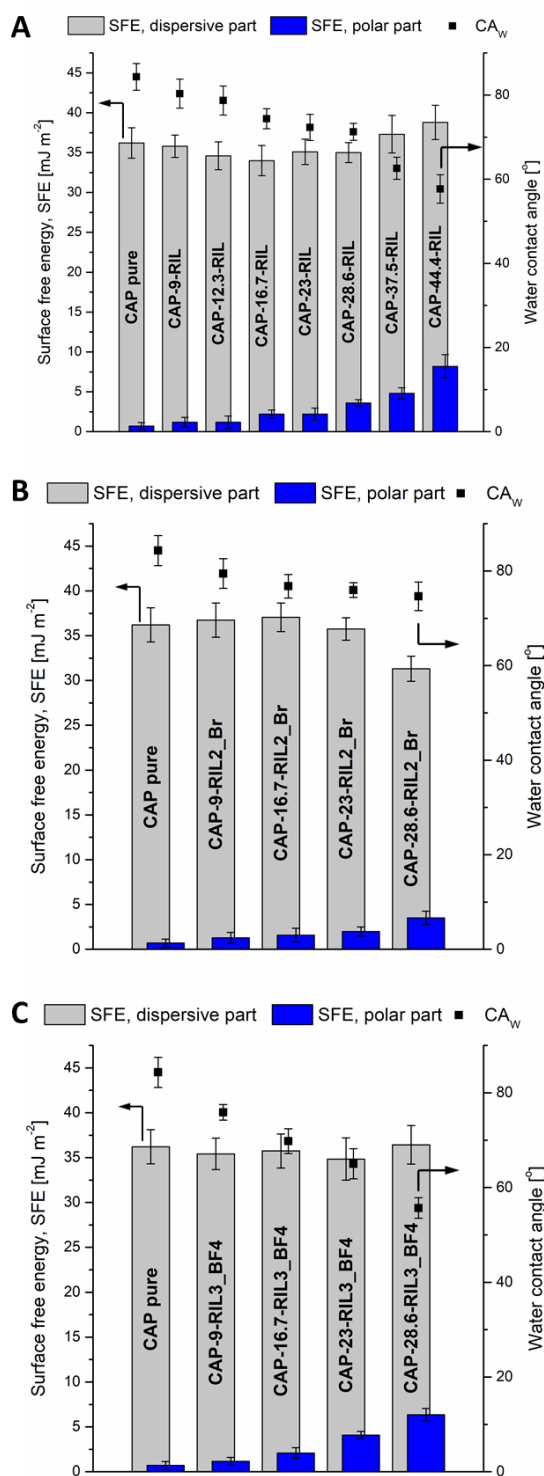 A
SFE, dispersive part SFE, polar part CAw
Surface free energy, SFE [mJ m-2]
45
40
35
30
25
20
15
10
5
0
CAP pure
CAP-9-RIL
CAP-12.3-RIL
CAP-16.7-RIL
CAP-23-RIL
CAP-28.6-RIL
CAP-37.5-RIL
CAP-44.4-RIL
80
60
40
20
0
Water contact angle [°]
B
SFE, dispersive part SFE, polar part CAw
Surface free energy, SFE [mJ m-2]
45
40
35
30
25
20
15
10
5
0
CAP pure
CAP-9-RIL2_Br
CAP-16.7-RIL2_Br
CAP-23-RIL2_Br
CAP-28.6-RIL2_Br
80
60
40
20
0
Water contact angle [°]
C
SFE, dispersive part SFE, polar part CAw
Surface free energy, SFE [mJ m-2]
45
40
35
30
25
20
15
10
5
0
CAP pure
CAP-9-RIL3_BF4
CAP-16.7-RIL3_BF4
CAP-23-RIL3_BF4
CAP-28.6-RIL3_BF4
80
60
40
20
0
Water contact angle [°]